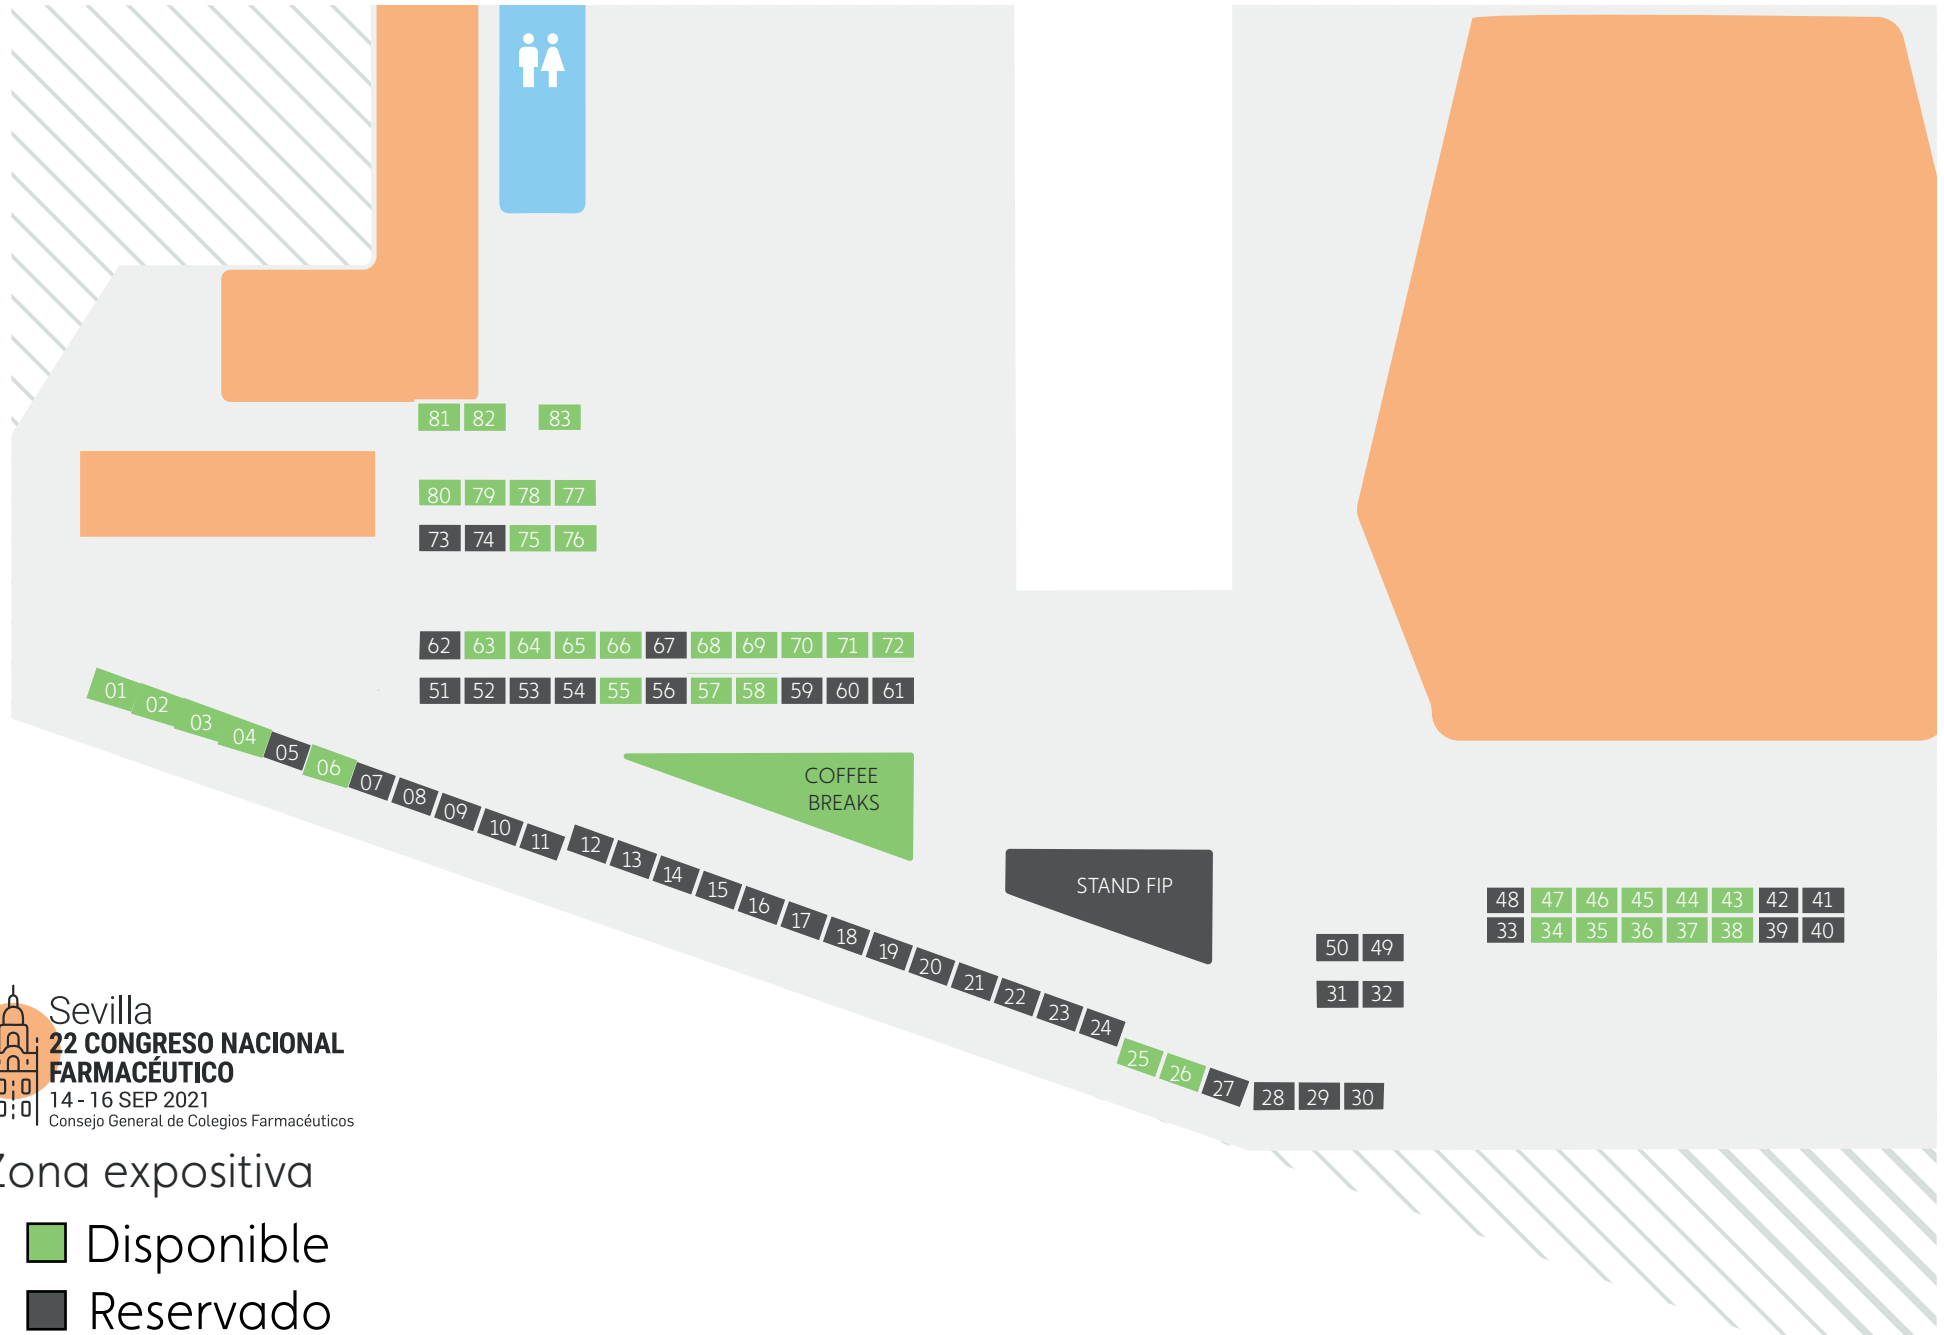 81 82 83
80 79 78 77
73 74 75 76
62 63 64 65 66 67 68 69 70 71 72
51 52 53 54 55 56 57 58 59 60 61
01 02 03 04 05 06 07 08 09 10 11 12 13 14 15 16 17 18 19 20 21 22 23 24 25 26 27 28 29 30
COFFEE
BREAKS
STAND FIP
48 47 46 45 44 43 42 41
33 34 35 36 37 38 39 40
50 49
31 32
Sevilla
22 CONGRESO NACIONAL
FARMACÉUTICO
14 - 16 SEP 2021
Consejo General de Colegios Farmacéuticos
Zona expositiva
Disponible
Reservado